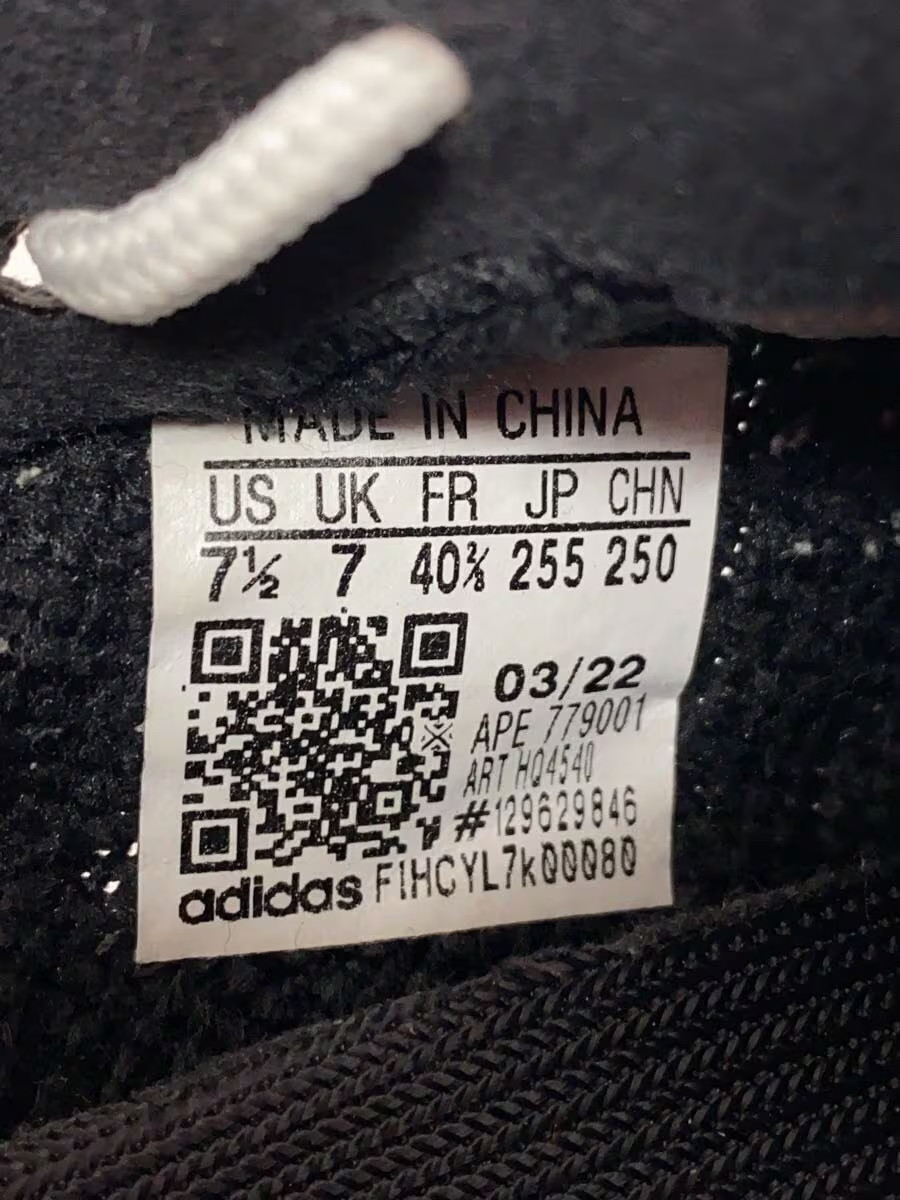 MADE IN CHINA
US UK FR JP CHN
7½ 7 40⅔ 255 250
03/22
APE 779001
ART HQ4540
#129629846
adidas F1HCYL7k00080